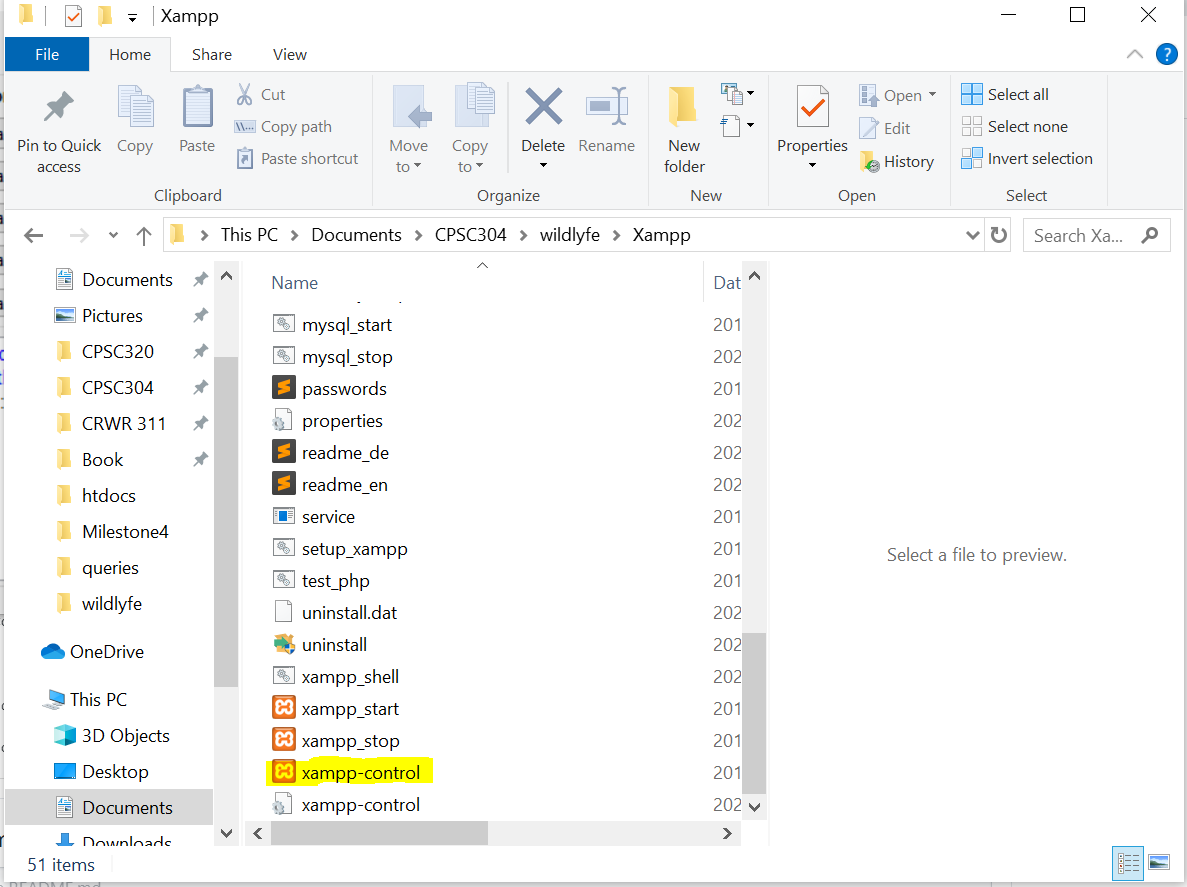 Xampp
File Home Share View
Pin to Quick access
Copy
Paste
Cut
Copy path
Paste shortcut
Clipboard
Move to
Copy to
Delete
Rename
Organize
New folder
New
Properties
Open
Edit
History
Open
Select all
Select none
Invert selection
Select
This PC > Documents > CPSC304 > wildlyfe > Xampp
Search Xa...
Documents
Pictures
CPSC320
CPSC304
CRWR 311
Book
htdocs
Milestone4
queries
wildlyfe
OneDrive
This PC
3D Objects
Desktop
Documents
Downloads
Name Dat
mysql_start 201
mysql_stop 202
passwords 201
properties 202
readme_de 202
readme_en 202
service 201
setup_xampp 201
test_php 201
uninstall.dat 202
uninstall 202
xampp_shell 202
xampp_start 201
xampp_stop 201
xampp-control 201
xampp-control 202
Select a file to preview.
51 items
README.md